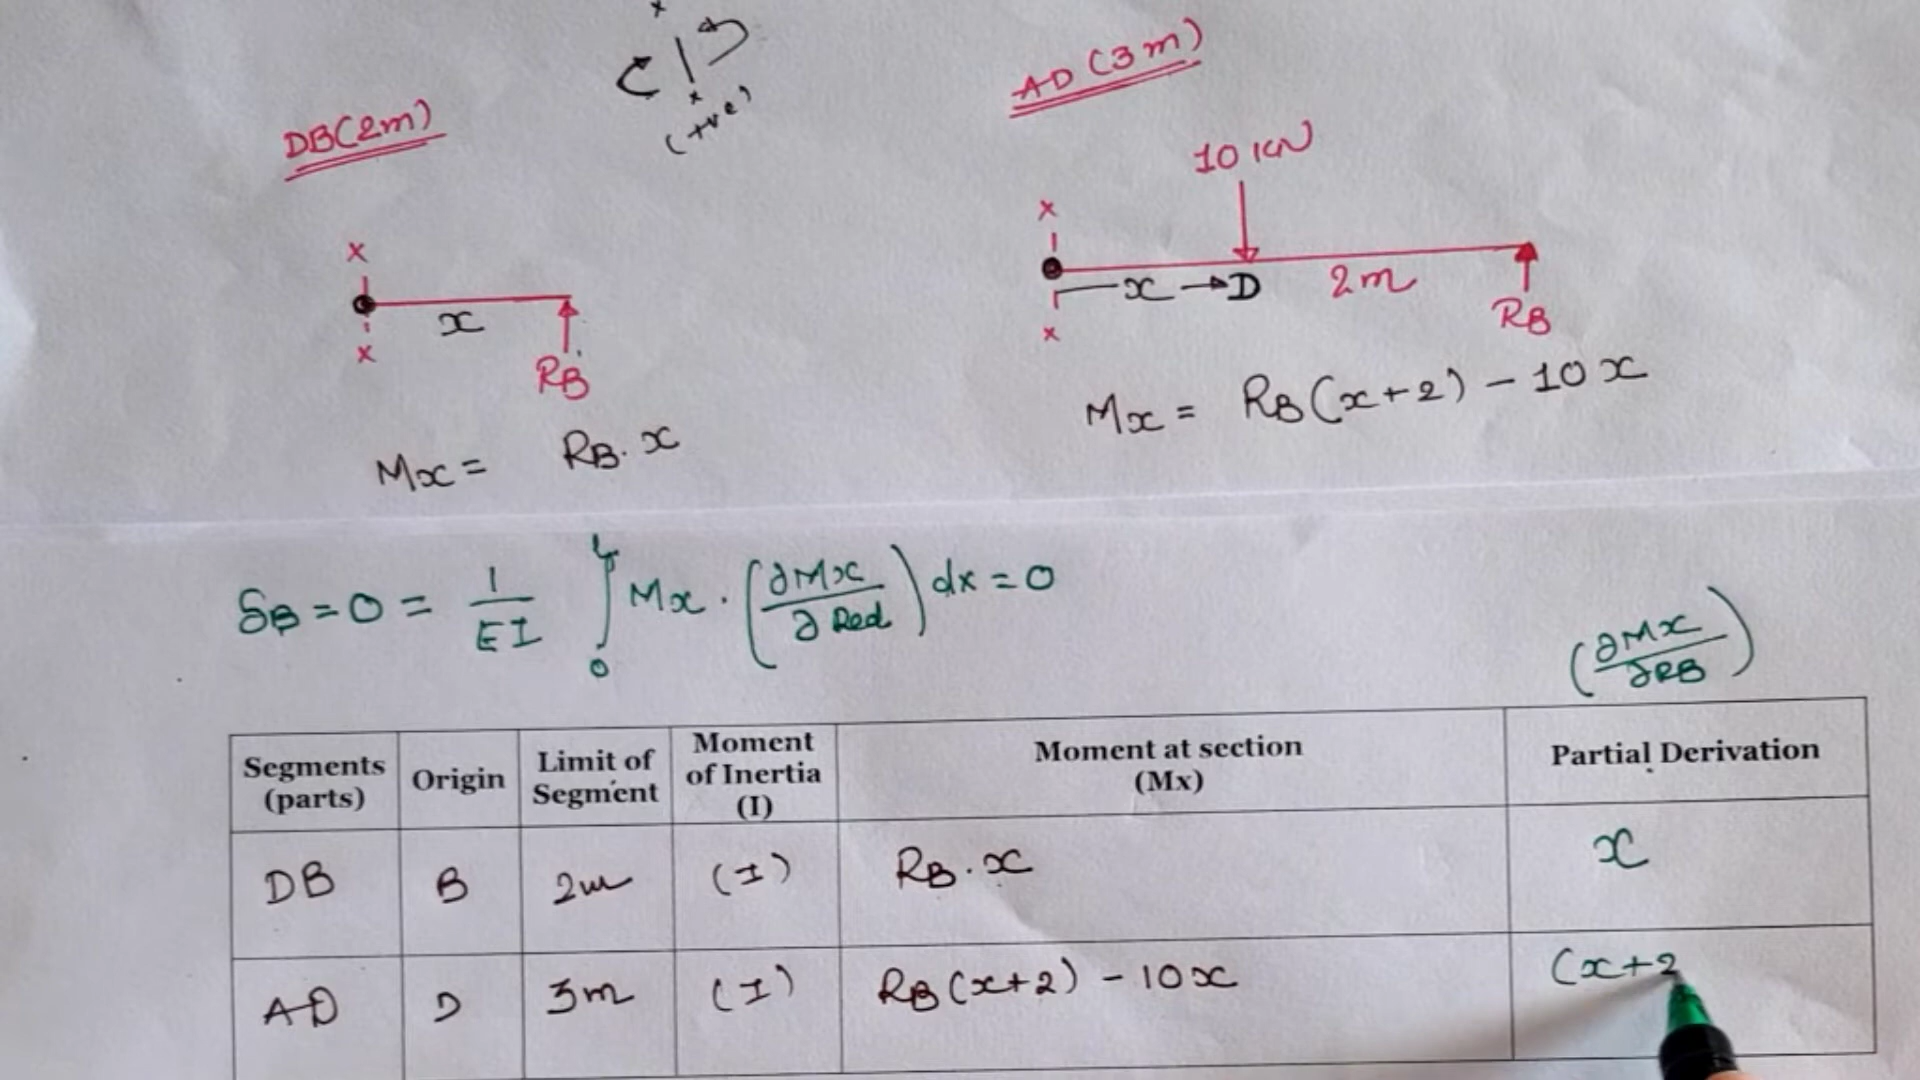 x
(+ve)
x
DB(2m)
x
x
x
RB
Mx = RB.x
AD(3m)
10 KN
x
x
x
D
2m
RB
Mx = RB(x+2) - 10x
δB = 0 = 1/EI ∫₀ᴸ Mx . (∂Mx/∂Red) dx = 0
(∂Mx/∂RB)
Segments (parts) | Origin | Limit of Segment | Moment of Inertia (I) | Moment at section (Mx) | Partial Derivation
DB | B | 2m | (I) | RB.x | x
AD | D | 3m | (I) | RB(x+2) - 10x | (x+2